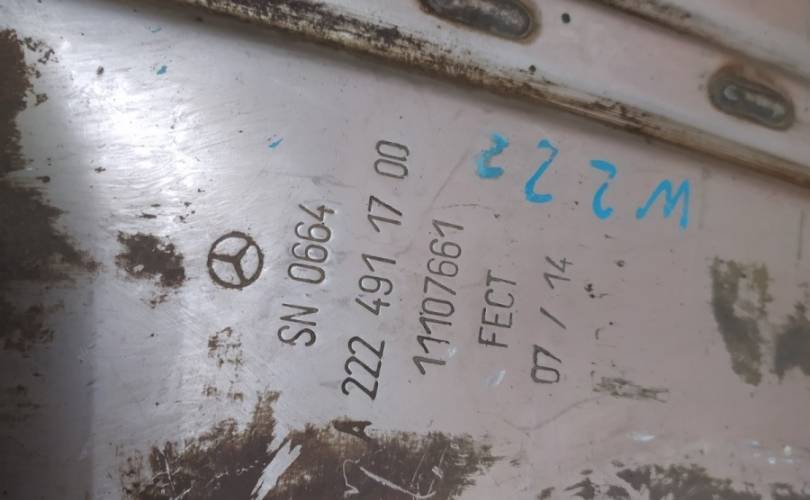 SN 0664
A 222 491 17 00
11107661
FECT
07 / 14
W222